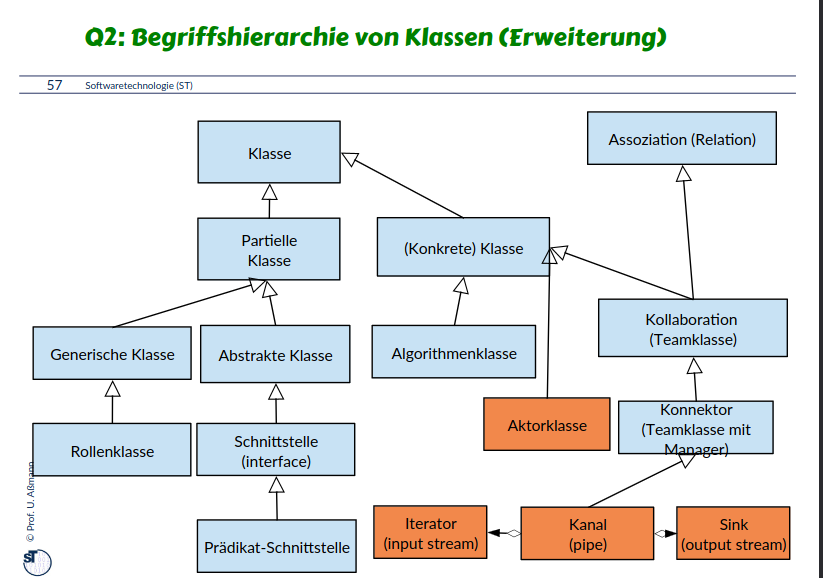 Q2: Begriffshierarchie von Klassen (Erweiterung)
57 Softwaretechnologie (ST)
Klasse
Assoziation (Relation)
Partielle
Klasse
(Konkrete) Klasse
Kollaboration
(Teamklasse)
Generische Klasse
Abstrakte Klasse
Algorithmenklasse
Aktorklasse
Konnektor
(Teamklasse mit
Manager)
Rollenklasse
Schnittstelle
(interface)
Prädikat-Schnittstelle
Iterator
(input stream)
Kanal
(pipe)
Sink
(output stream)
© Prof. U. Aßmann
ST